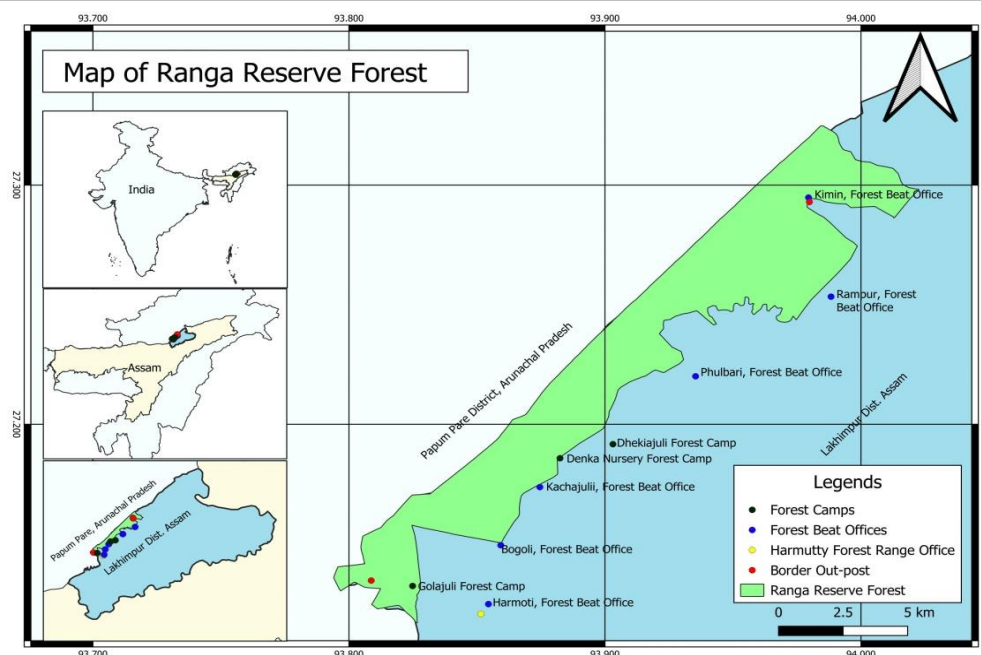 93.700
93.800
93.900
94.000
Map of Ranga Reserve Forest
27.300
27.200
India
Assam
Papum Pare, Arunachal Pradesh
Lakhimpur Dist. Assam
Papum Pare District, Arunachal Pradesh
Lakhimpur Dist. Assam
Kimin, Forest Beat Office
Rampur, Forest
Beat Office
Phulbari, Forest Beat Office
Dhekiajuli Forest Camp
Denka Nursery Forest Camp
Kachajulii, Forest Beat Office
Bogoli, Forest Beat Office
Golajuli Forest Camp
Harmoti, Forest Beat Office
Legends
Forest Camps
Forest Beat Offices
Harmutty Forest Range Office
Border Out-post
Ranga Reserve Forest
0 2.5 5 km
27.300
27.200
93.700
93.800
93.900
94.000